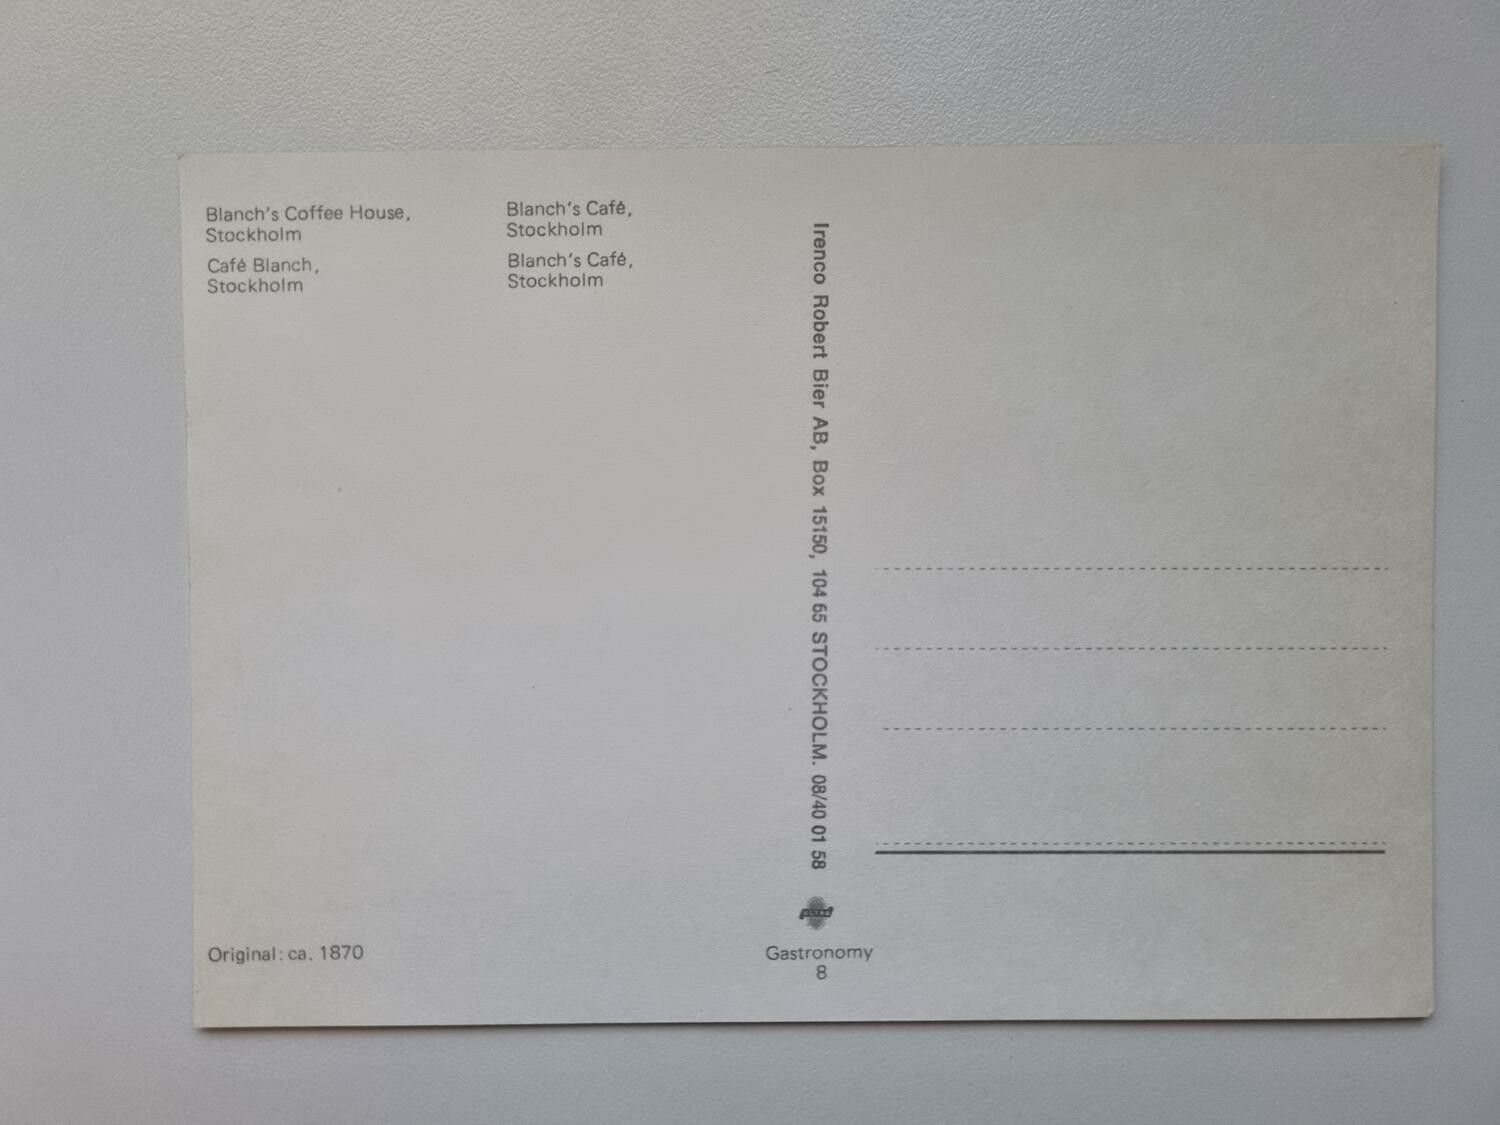 Blanch's Coffee House,
Stockholm
Café Blanch,
Stockholm
Blanch's Café,
Stockholm
Blanch's Café,
Stockholm
Irenco Robert Bier AB, Box 15150, 104 65 STOCKHOLM. 08/40 01 58
Original: ca. 1870
Gastronomy
8